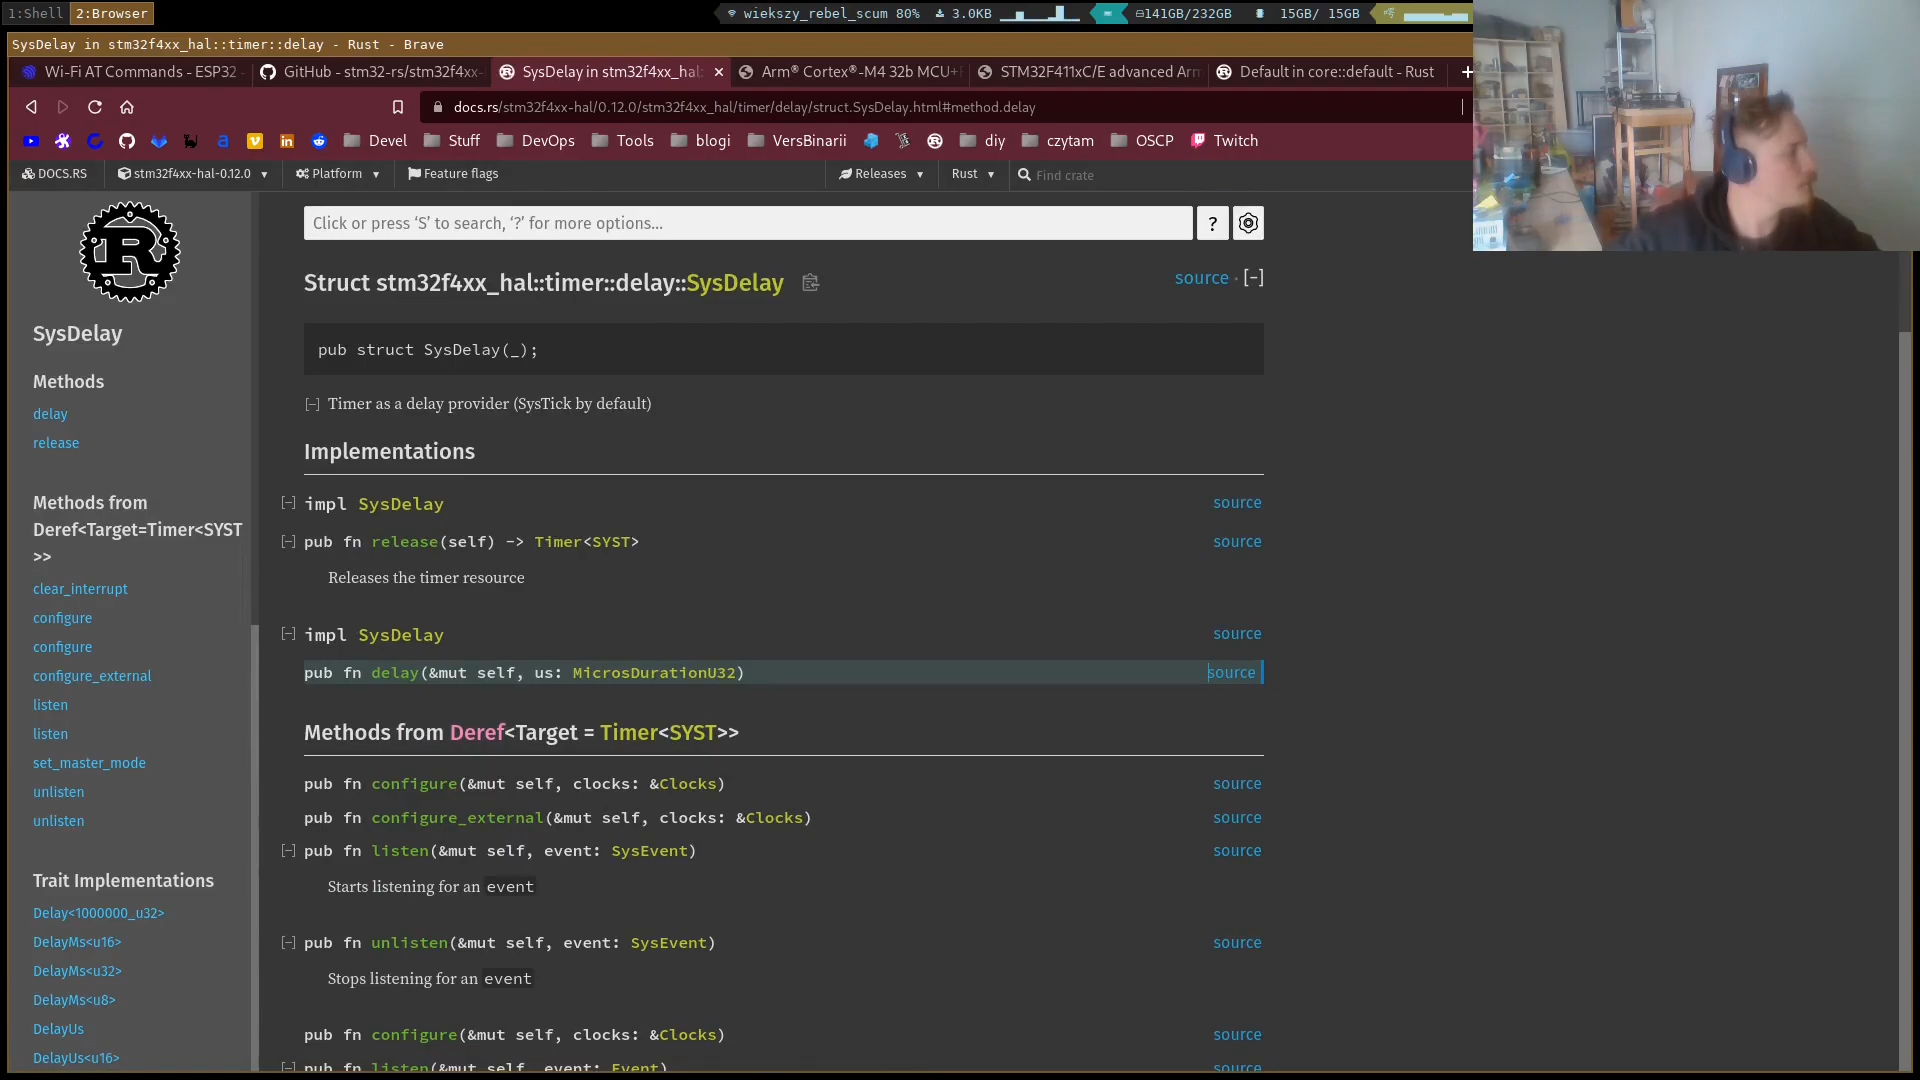 1:Shell 2:Browser
wiekszy_rebel_scum 80% 3.0KB 141GB/232GB 15GB/ 15GB
SysDelay in stm32f4xx_hal::timer::delay - Rust - Brave
Wi-Fi AT Commands - ESP32 GitHub - stm32-rs/stm32f4xx- SysDelay in stm32f4xx_hal: Arm® Cortex®-M4 32b MCU+ STM32F411xC/E advanced Arm Default in core::default - Rust
docs.rs/stm32f4xx-hal/0.12.0/stm32f4xx_hal/timer/delay/struct.SysDelay.html#method.delay
Devel Stuff DevOps Tools blogi VersBinarii diy czytam OSCP Twitch
DOCS.RS stm32f4xx-hal-0.12.0 Platform Feature flags Releases Rust Find crate
Click or press ‘S’ to search, ‘?’ for more options...
?
Struct stm32f4xx_hal::timer::delay::SysDelay
source · [−]
pub struct SysDelay(_);
[−] Timer as a delay provider (SysTick by default)
Implementations
[−] impl SysDelay source
[−] pub fn release(self) -> Timer<SYST> source
Releases the timer resource
[−] impl SysDelay source
pub fn delay(&mut self, us: MicrosDurationU32) source
Methods from Deref<Target = Timer<SYST>>
pub fn configure(&mut self, clocks: &Clocks) source
pub fn configure_external(&mut self, clocks: &Clocks) source
[−] pub fn listen(&mut self, event: SysEvent) source
Starts listening for an event
[−] pub fn unlisten(&mut self, event: SysEvent) source
Stops listening for an event
pub fn configure(&mut self, clocks: &Clocks) source
[−] pub fn listen(&mut self, event: Event) source
SysDelay
Methods
delay
release
Methods from
Deref<Target=Timer<SYST
>>
clear_interrupt
configure
configure
configure_external
listen
listen
set_master_mode
unlisten
unlisten
Trait Implementations
Delay<1000000_u32>
DelayMs<u16>
DelayMs<u32>
DelayMs<u8>
DelayUs
DelayUs<u16>